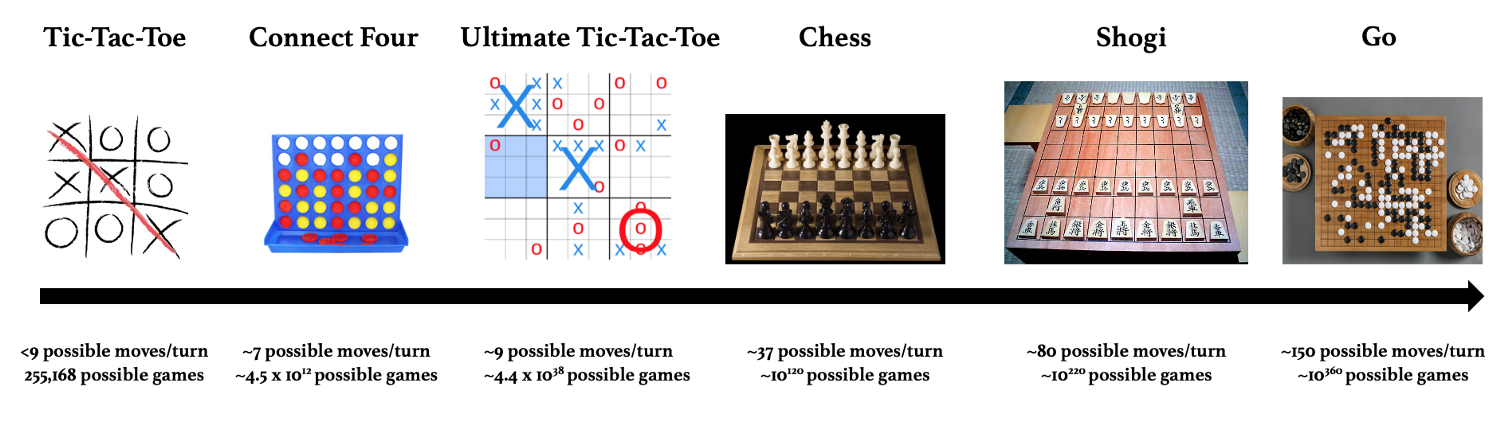 Tic-Tac-Toe
Connect Four
Ultimate Tic-Tac-Toe
Chess
Shogi
Go
<9 possible moves/turn
255,168 possible games
~7 possible moves/turn
~4.5 x 10¹² possible games
~9 possible moves/turn
~4.4 x 10³⁸ possible games
~37 possible moves/turn
~10¹²⁰ possible games
~80 possible moves/turn
~10²²⁰ possible games
~150 possible moves/turn
~10³⁶⁰ possible games